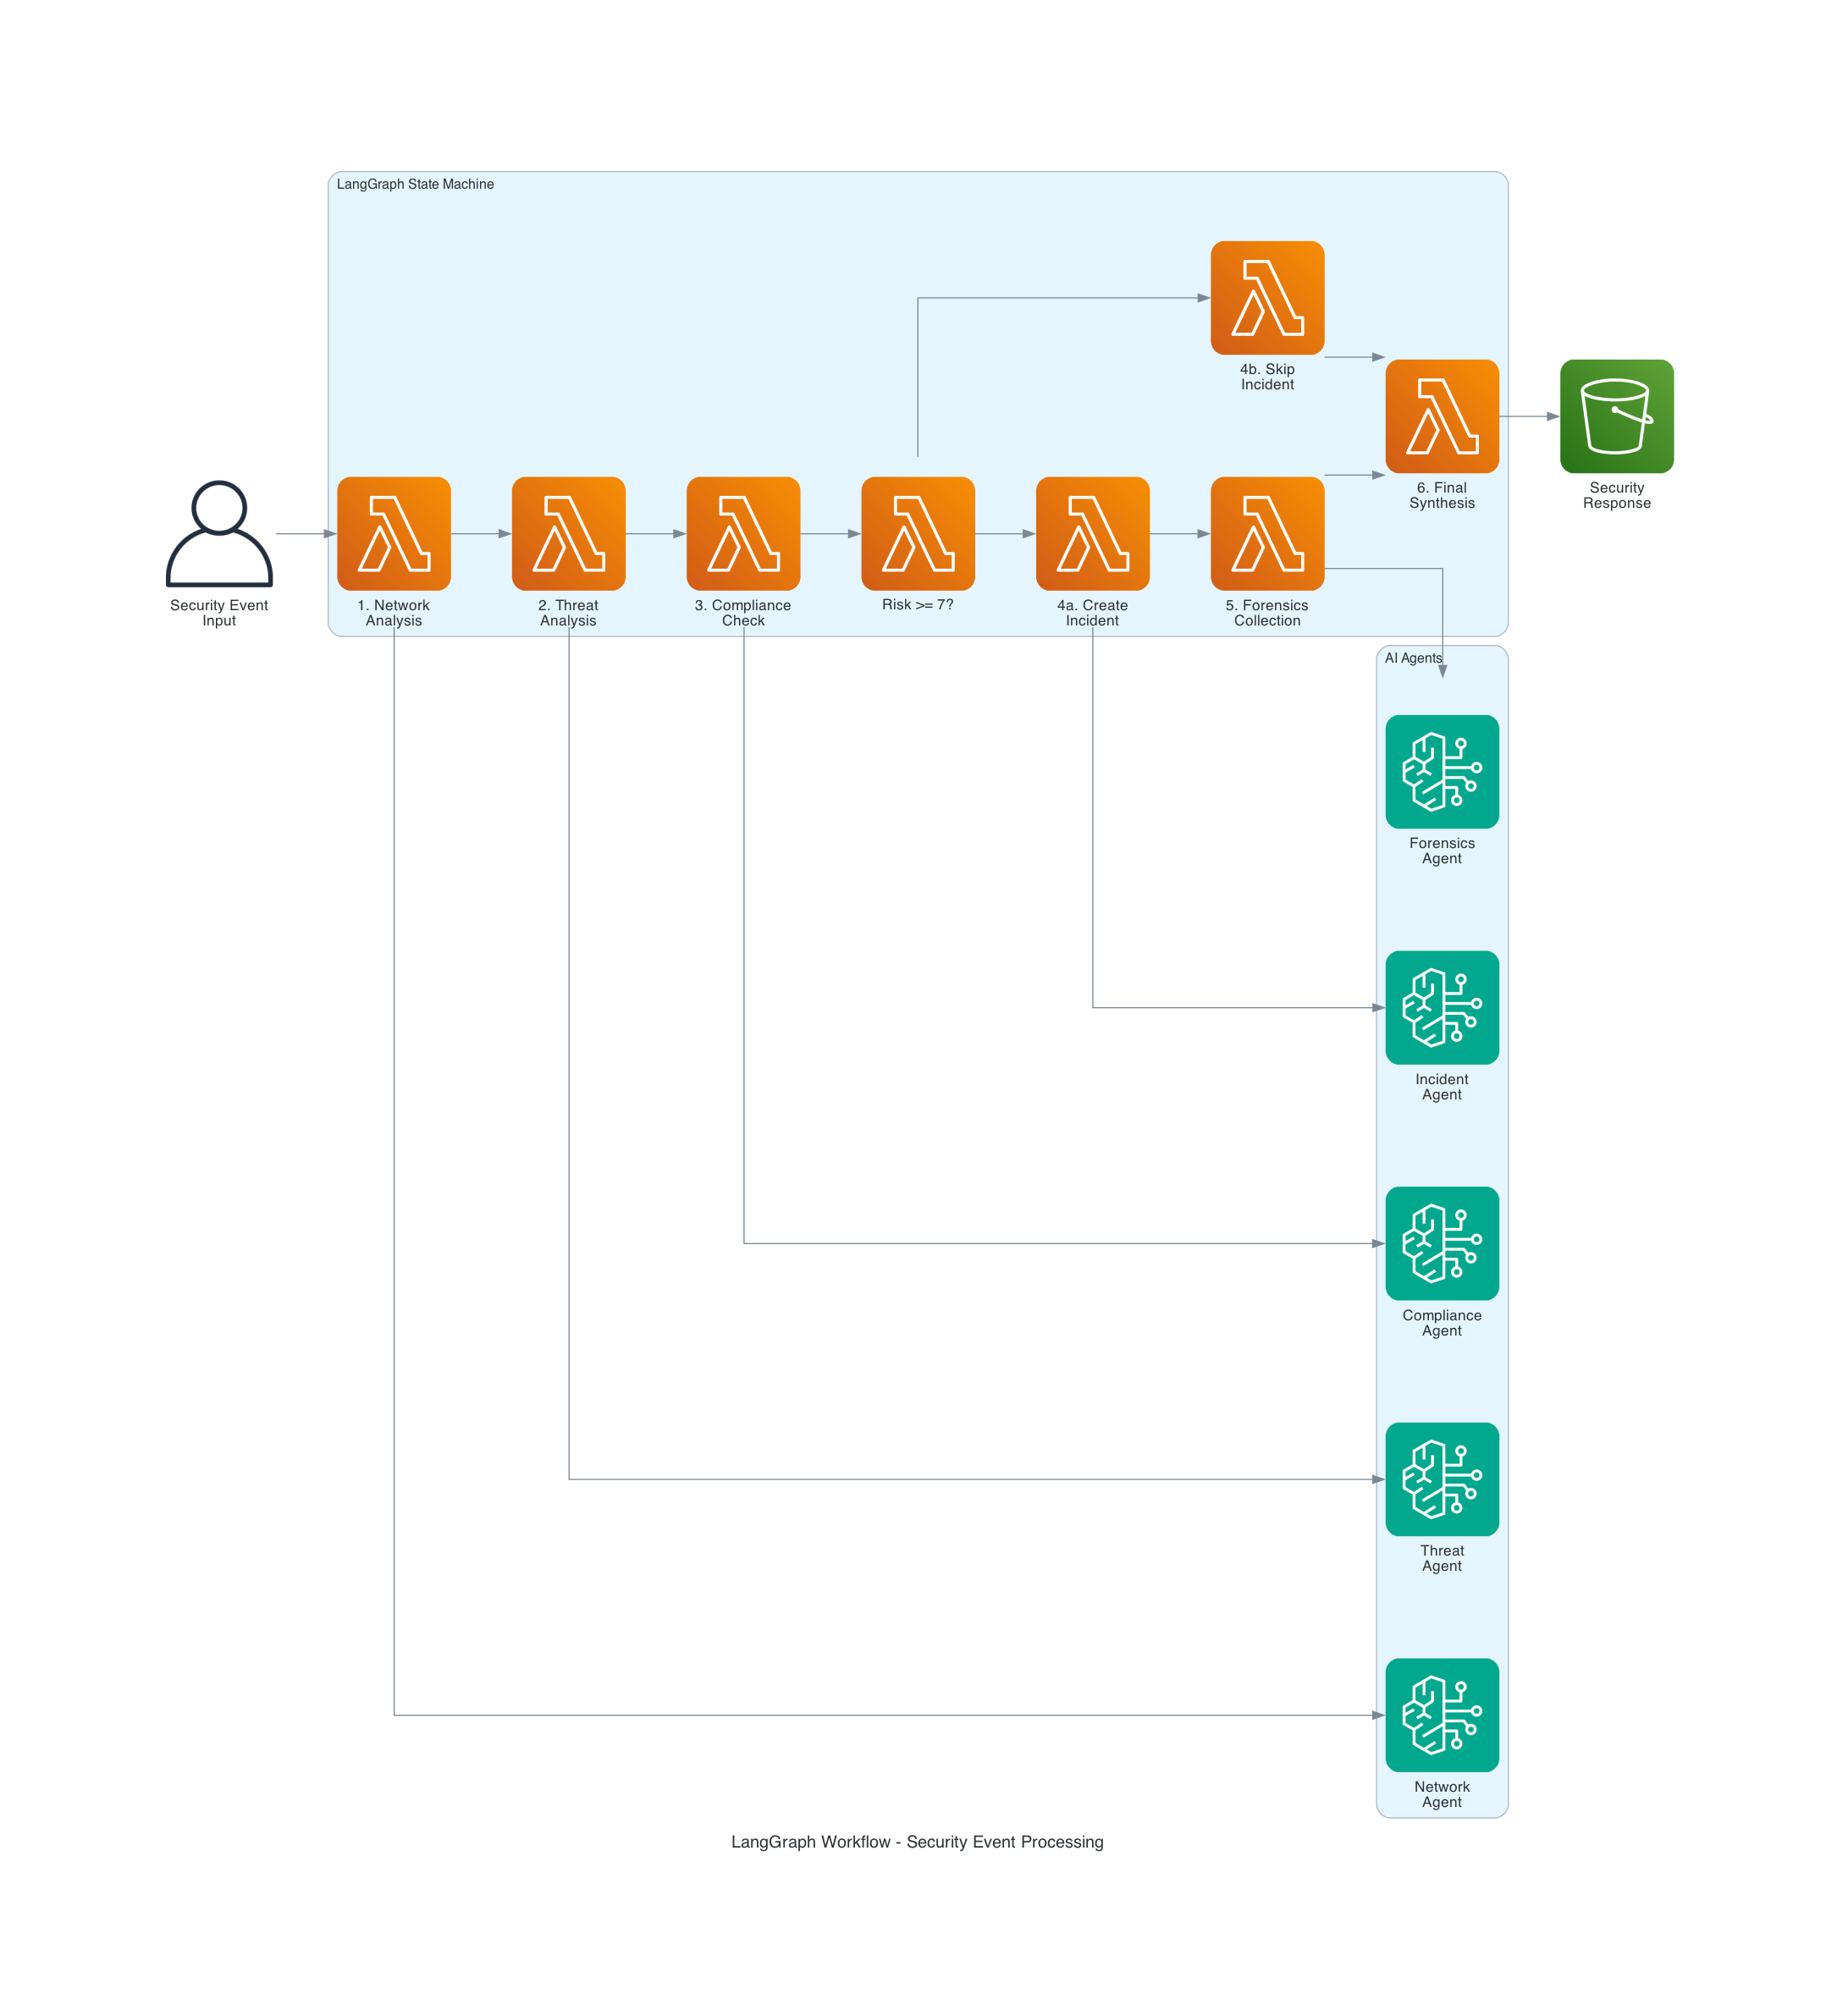 LangGraph State Machine
4b. Skip
Incident
6. Final
Synthesis
Security
Response
Security Event
Input
1. Network
Analysis
2. Threat
Analysis
3. Compliance
Check
Risk >= 7?
4a. Create
Incident
5. Forensics
Collection
AI Agents
Forensics
Agent
Incident
Agent
Compliance
Agent
Threat
Agent
Network
Agent
LangGraph Workflow - Security Event Processing